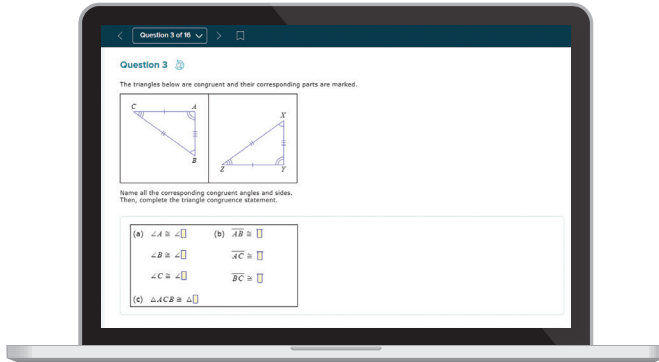 Question 3 of 16
Question 3
The triangles below are congruent and their corresponding parts are marked.
C A
B
X
Z Y
Name all the corresponding congruent angles and sides.
Then, complete the triangle congruence statement.
(a) ∠A ≅ ∠ (b) AB ≅
∠B ≅ ∠ AC ≅
∠C ≅ ∠ BC ≅
(c) △ACB ≅ △